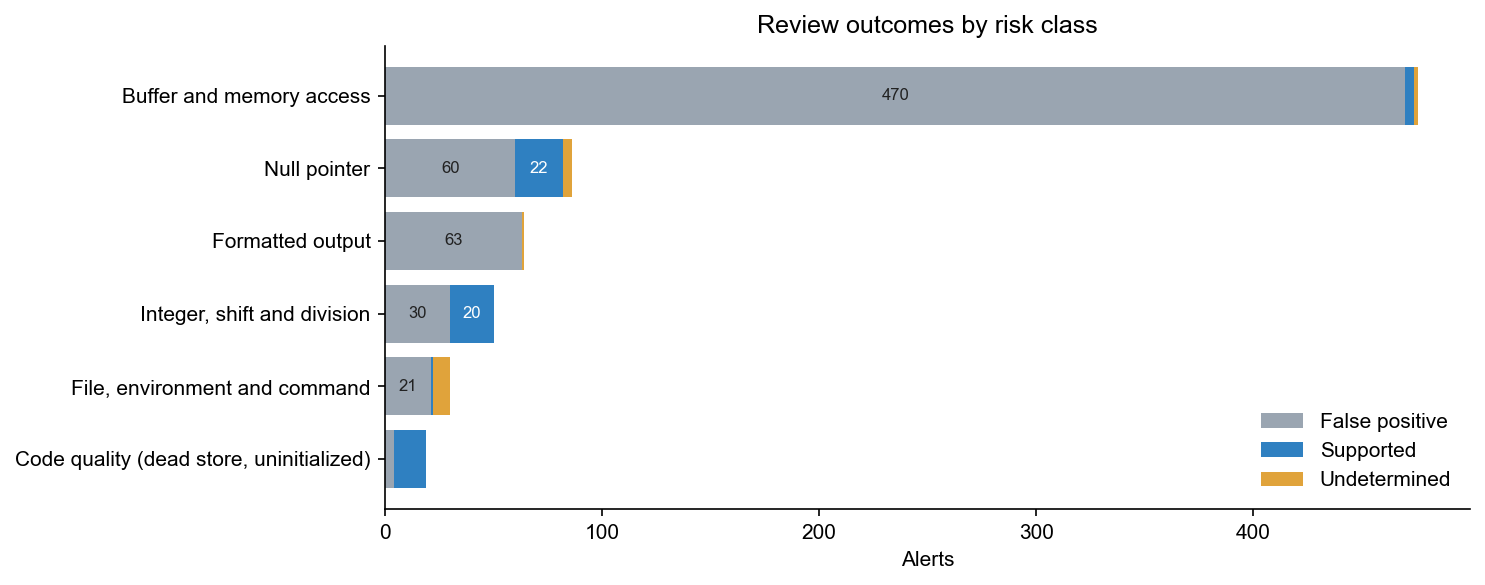 Review outcomes by risk class
Buffer and memory access
470
Null pointer
60 22
Formatted output
63
Integer, shift and division
30 20
File, environment and command
21
Code quality (dead store, uninitialized)
False positive
Supported
Undetermined
0 100 200 300 400
Alerts